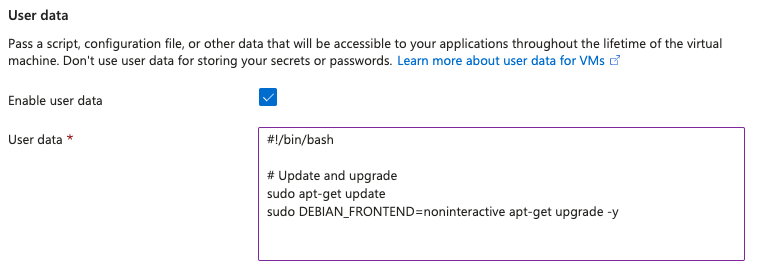 User data
Pass a script, configuration file, or other data that will be accessible to your applications throughout the lifetime of the virtual
machine. Don't use user data for storing your secrets or passwords. Learn more about user data for VMs
Enable user data
User data *
#!/bin/bash
# Update and upgrade
sudo apt-get update
sudo DEBIAN_FRONTEND=noninteractive apt-get upgrade -y